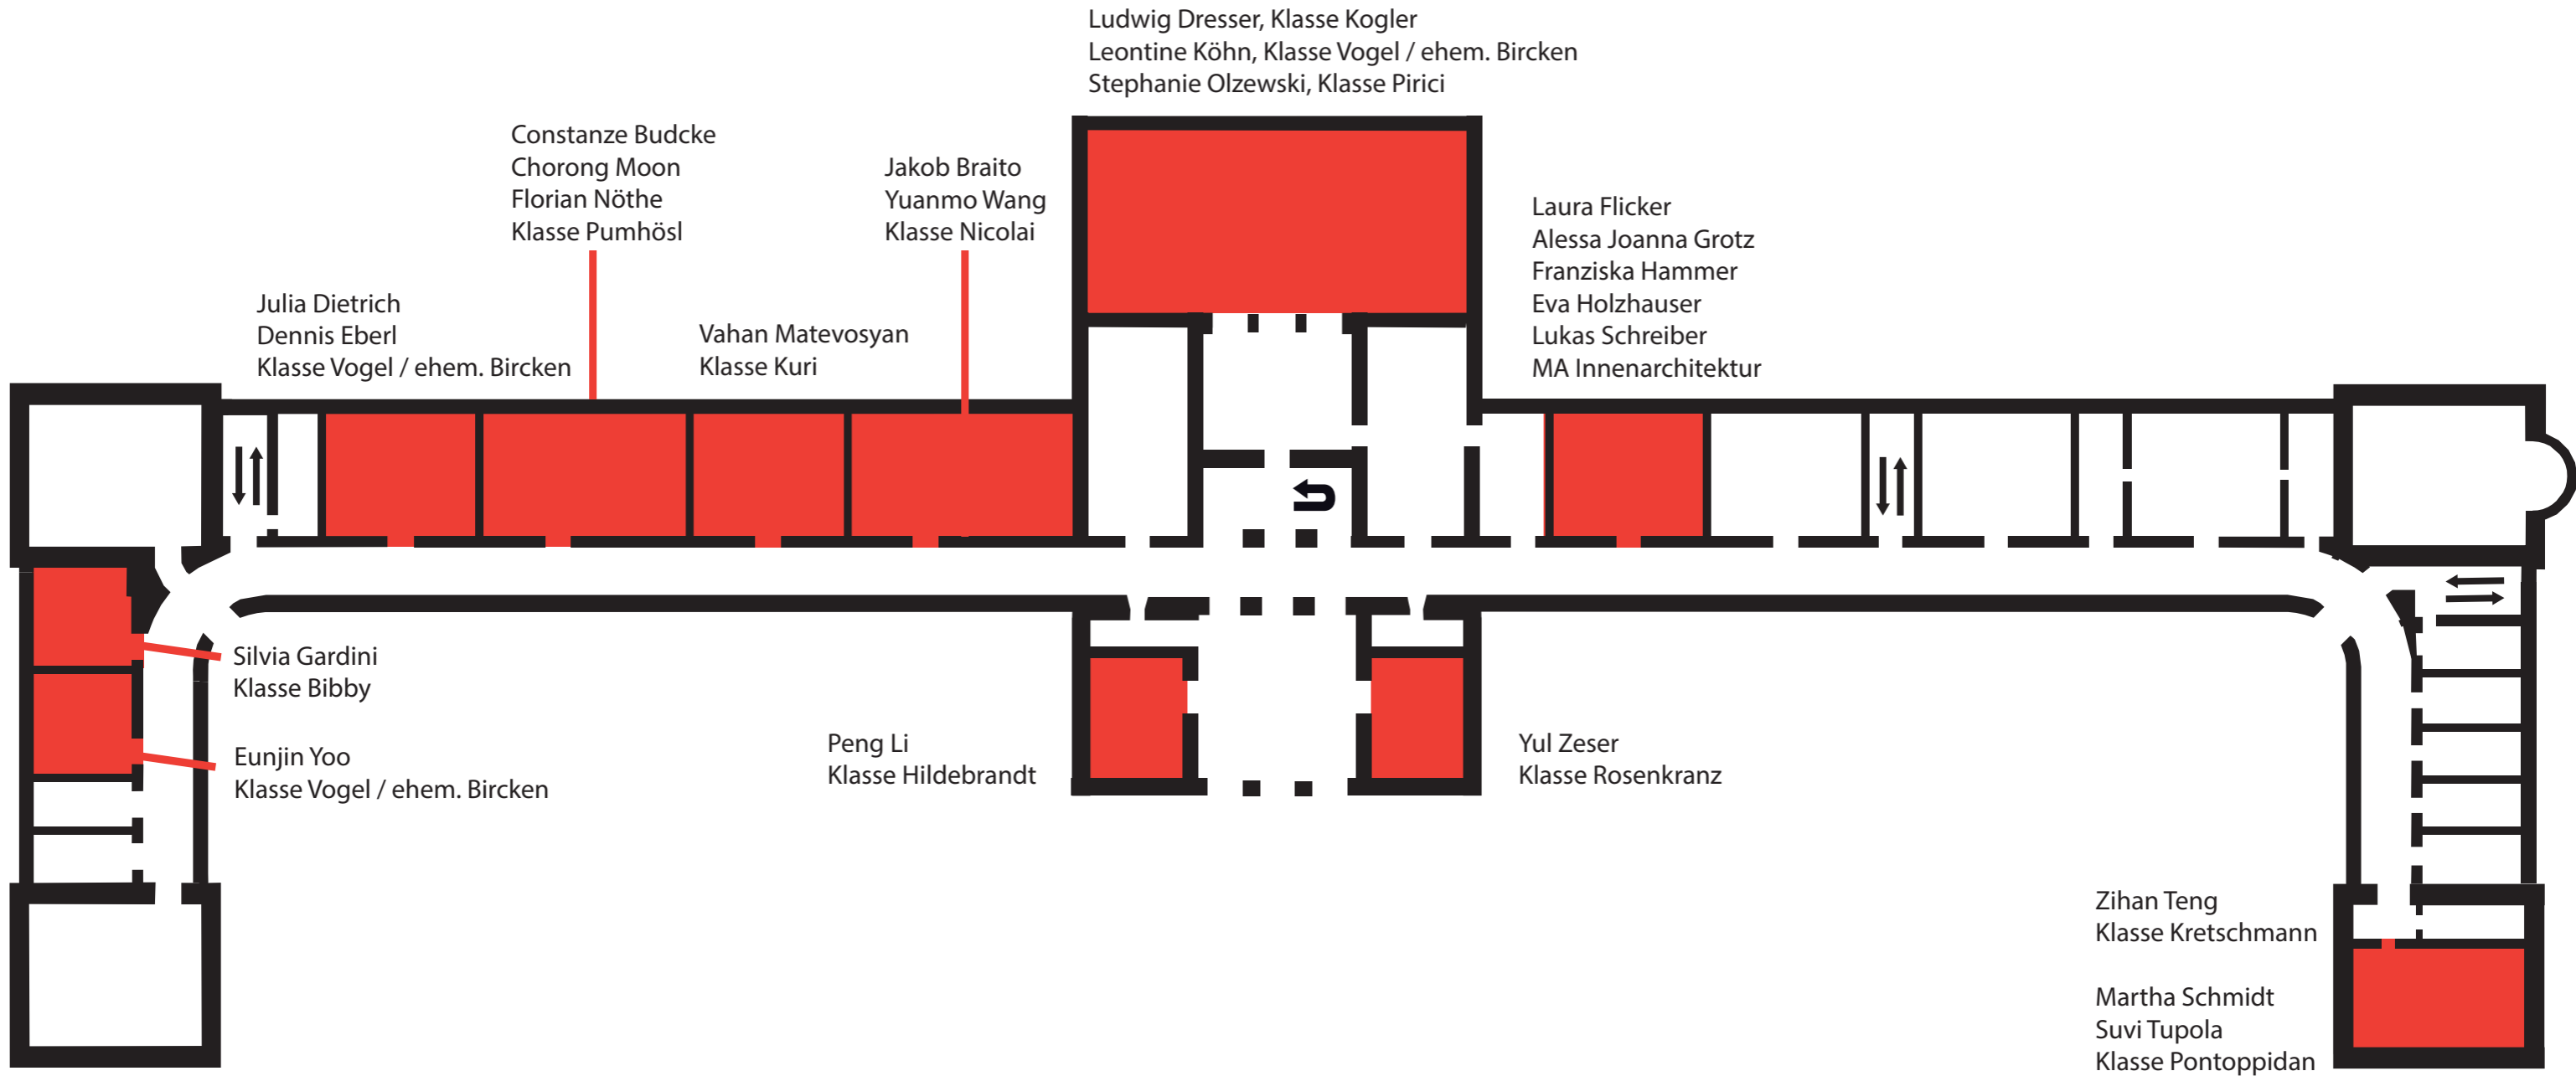 Ludwig Dresser, Klasse Kogler
Leontine Köhn, Klasse Vogel / ehem. Bircken
Stephanie Olzewski, Klasse Pirici
Constanze Budcke
Chorong Moon
Florian Nöthe
Klasse Pumhösl
Jakob Braito
Yuanmo Wang
Klasse Nicolai
Laura Flicker
Alessa Joanna Grotz
Franziska Hammer
Eva Holzhauser
Lukas Schreiber
MA Innenarchitektur
Julia Dietrich
Dennis Eberl
Klasse Vogel / ehem. Bircken
Vahan Matevosyan
Klasse Kuri
Silvia Gardini
Klasse Bibby
Eunjin Yoo
Klasse Vogel / ehem. Bircken
Peng Li
Klasse Hildebrandt
Yul Zeser
Klasse Rosenkranz
Zihan Teng
Klasse Kretschmann
Martha Schmidt
Suvi Tupola
Klasse Pontoppidan